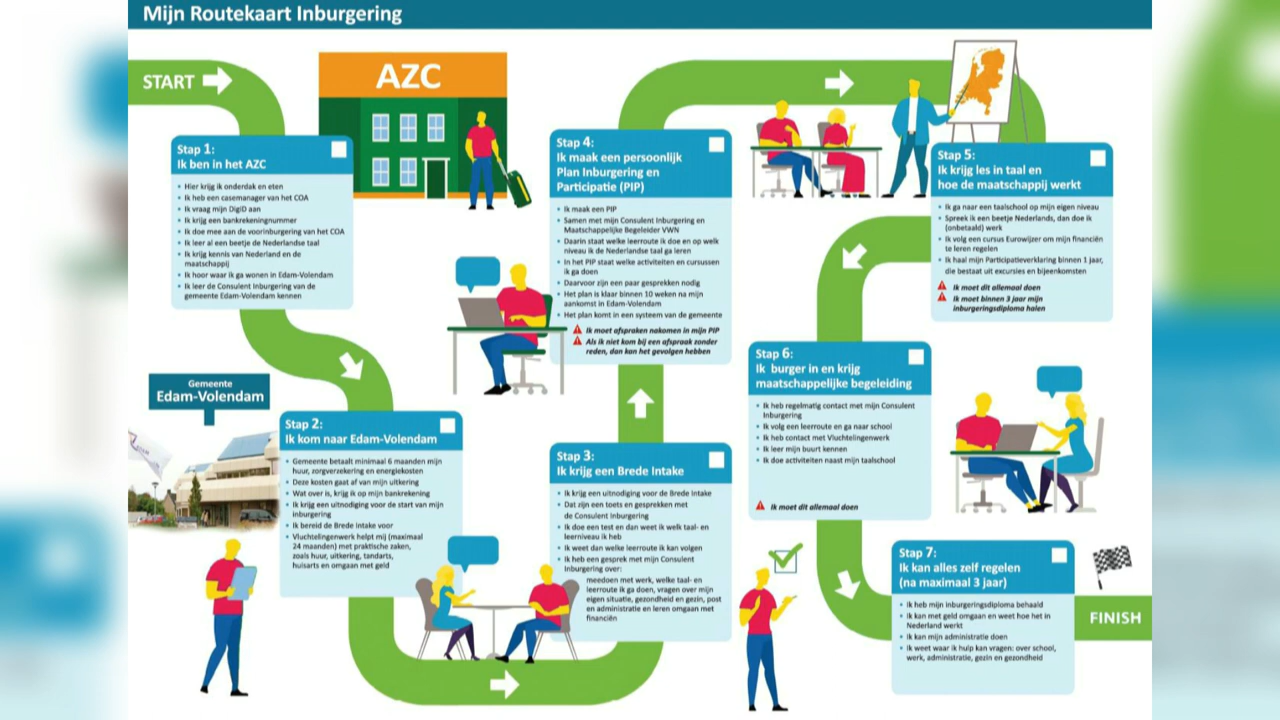 Mijn Routekaart Inburgering
START
AZC
Stap 1:
Ik ben in het AZC
• Hier krijg ik onderdak en eten
• Ik heb een casemanager van het COA
• Ik vraag mijn DigiD aan
• Ik krijg een bankrekeningnummer
• Ik doe mee aan de voorinburgering van het COA
• Ik leer al een beetje de Nederlandse taal
• Ik krijg kennis van Nederland en de
maatschappij
• Ik hoor waar ik ga wonen in Edam-Volendam
• Ik leer de Consulent Inburgering van de
gemeente Edam-Volendam kennen
Gemeente
Edam-Volendam
Stap 2:
Ik kom naar Edam-Volendam
• Gemeente betaalt minimaal 6 maanden mijn
huur, zorgverzekering en energiekosten
• Deze kosten gaat af van mijn uitkering
• Wat over is, krijg ik op mijn bankrekening
• Ik krijg een uitnodiging voor de start van mijn
inburgering
• Ik bereid de Brede Intake voor
• Vluchtelingenwerk helpt mij (maximaal
24 maanden) met praktische zaken,
zoals huur, uitkering, tandarts,
huisarts en omgaan met geld
Stap 3:
Ik krijg een Brede Intake
• Ik krijg een uitnodiging voor de Brede Intake
• Dat zijn een toets en gesprekken met
de Consulent Inburgering
• Ik doe een test en dan weet ik welk taal- en
leerniveau ik heb
• Ik weet dan welke leerroute ik kan volgen
• Ik heb een gesprek met mijn Consulent
Inburgering over:
meedoen met werk, welke taal- en
leerroute ik ga doen, vragen over mijn
eigen situatie, gezondheid en gezin, post
en administratie en leren omgaan met
financiën
Stap 4:
Ik maak een persoonlijk
Plan Inburgering en
Participatie (PIP)
• Ik maak een PIP
• Samen met mijn Consulent Inburgering en
Maatschappelijke Begeleider VWN
• Daarin staat welke leerroute ik doe en op welk
niveau ik de Nederlandse taal ga leren
• In het PIP staat welke activiteiten en cursussen
ik ga doen
• Daarvoor zijn een paar gesprekken nodig
• Het plan is klaar binnen 10 weken na mijn
aankomst in Edam-Volendam
• Het plan komt in een systeem van de gemeente
Ik moet afspraken nakomen in mijn PIP
Als ik niet kom bij een afspraak zonder
reden, dan kan het gevolgen hebben
Stap 5:
Ik krijg les in taal en
hoe de maatschappij werkt
• Ik ga naar een taalschool op mijn eigen niveau
• Spreek ik een beetje Nederlands, dan doe ik
(onbetaald) werk
• Ik volg een cursus Eurowijzer om mijn financiën
te leren regelen
• Ik haal mijn Participatieverklaring binnen 1 jaar,
die bestaat uit excursies en bijeenkomsten
Ik moet dit allemaal doen
Ik moet binnen 3 jaar mijn
inburgeringsdiploma halen
Stap 6:
Ik burger in en krijg
maatschappelijke begeleiding
• Ik heb regelmatig contact met mijn Consulent
Inburgering
• Ik volg een leerroute en ga naar school
• Ik heb contact met Vluchtelingenwerk
• Ik leer mijn buurt kennen
• Ik doe activiteiten naast mijn taalschool
Ik moet dit allemaal doen
Stap 7:
Ik kan alles zelf regelen
(na maximaal 3 jaar)
• Ik heb mijn inburgeringsdiploma behaald
• Ik kan met geld omgaan en weet hoe het in
Nederland werkt
• Ik kan mijn administratie doen
• Ik weet waar ik hulp kan vragen: over school,
werk, administratie, gezin en gezondheid
FINISH